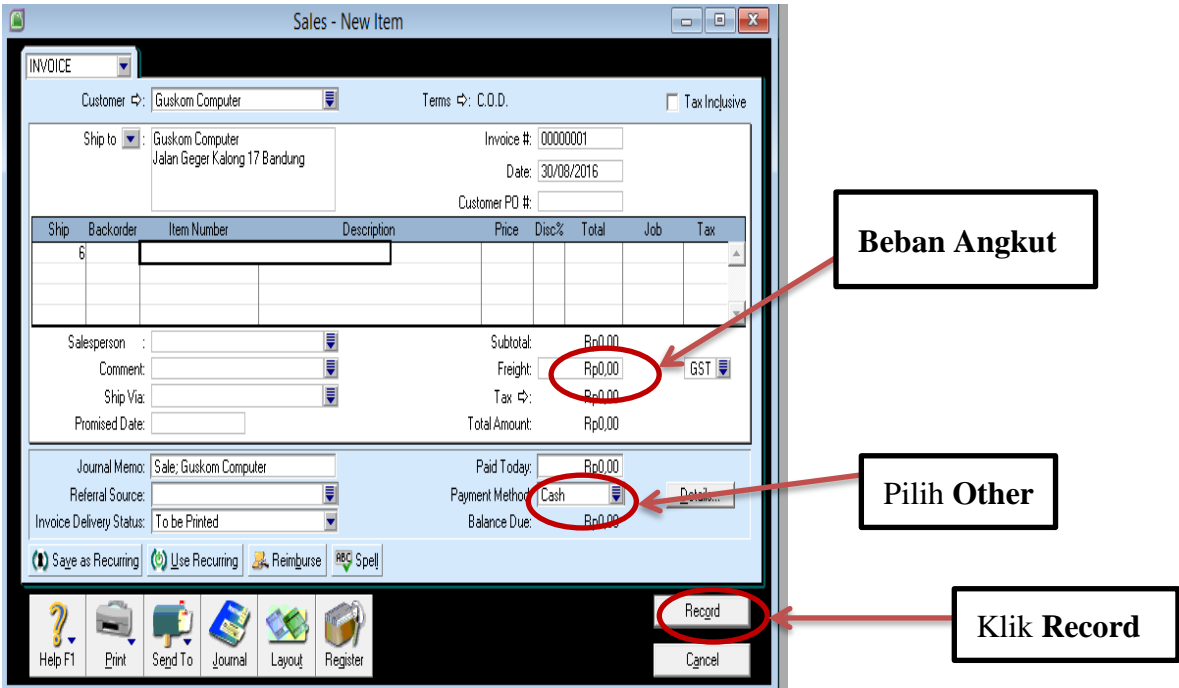 Sales - New Item
INVOICE
Customer ⇨: Guskom Computer Terms ⇨: C.O.D. Tax Inclusive
Ship to : Guskom Computer Invoice #: 00000001
Jalan Geger Kalong 17 Bandung
Date: 30/08/2016
Customer PO #:
Ship Backorder Item Number Description Price Disc% Total Job Tax
6
Beban Angkut
Salesperson : Subtotal: Rp0,00
Comment: Freight: Rp0,00 GST
Ship Via: Tax ⇨: Rp0,00
Promised Date: Total Amount: Rp0,00
Journal Memo: Sale; Guskom Computer Paid Today: Rp0,00
Referral Source: Payment Method: Cash Details...
Invoice Delivery Status: To be Printed Balance Due: Rp0,00
Pilih Other
Save as Recurring Use Recurring Reimburse ABC Spell
Record
Klik Record
Help F1 Print Send To Journal Layout Register Cancel